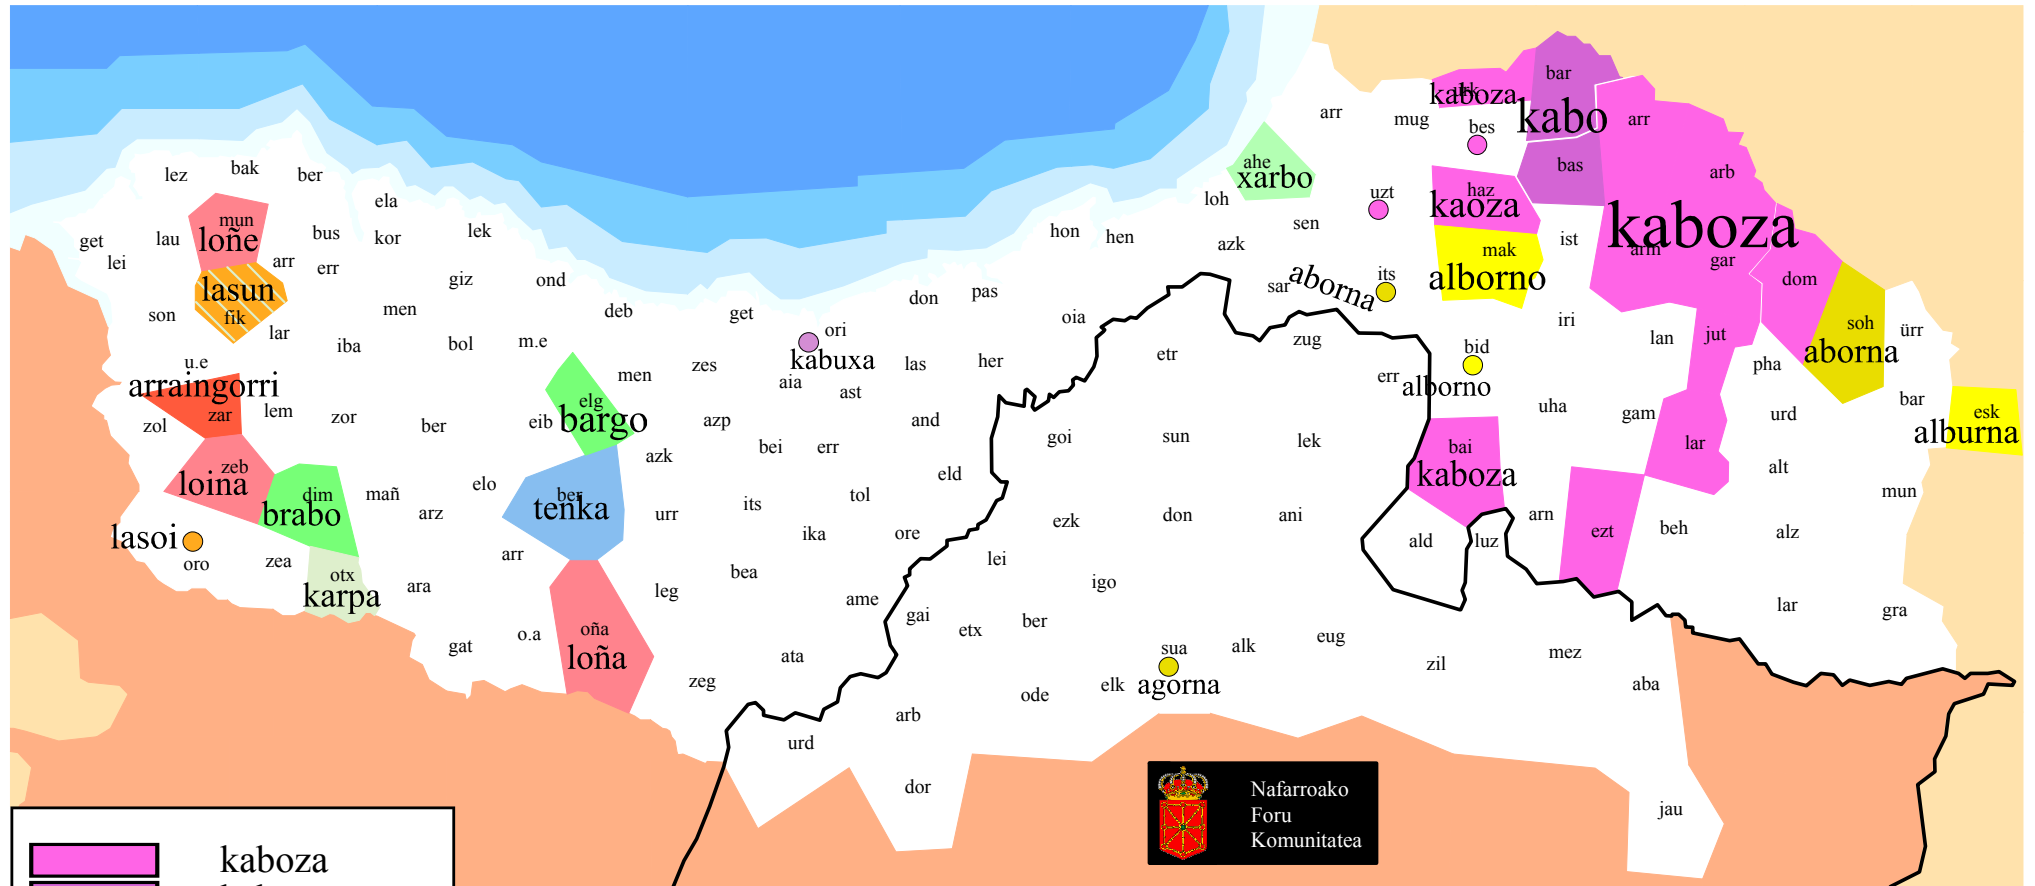 bar
urk
kaboza
kabo
arr
mug
bes
arr
lez
bak
ber
ahe
xarbo
bas
arb
uzt
haz
kaoza
loh
ela
mun
loñe
get
lei
lau
bus
kor
lek
hon
hen
azk
sen
ist
mak
alborno
kaboza
arm
gar
arr
err
lasun
fik
giz
ond
don
pas
sar
aborna
its
dom
son
lar
men
deb
get
ori
kabuxa
oia
iri
lan
jut
soh
aborna
ürr
iba
bol
m.e
zes
aia
ast
las
her
etr
zug
err
bid
alborno
pha
u.e
arraingorri
zar
men
elg
bargo
eib
azp
and
uha
gam
urd
bar
esk
alburna
zol
lem
zor
ber
bei
err
goi
sun
lek
bai
kaboza
lar
alt
zeb
loina
dim
brabo
mañ
elo
azk
its
tol
eld
mun
lasoi
oro
arz
ber
tenka
urr
ika
ore
ezk
don
ani
ald
luz
arn
ezt
beh
alz
zea
otx
karpa
ara
arr
leg
bea
ame
lei
igo
lar
gra
gat
o.a
oña
loña
ata
gai
etx
ber
sua
agorna
alk
eug
zil
mez
zeg
ode
elk
aba
arb
urd
dor
jau
Nafarroako
Foru
Komunitatea
kaboza